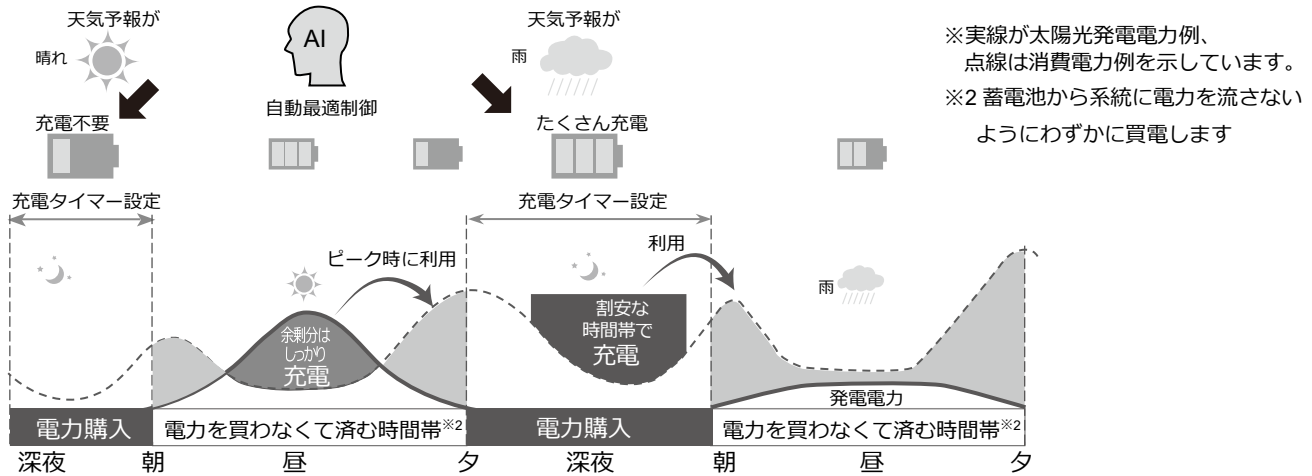 天気予報が
晴れ
AI
自動最適制御
天気予報が
雨
※実線が太陽光発電電力例、
点線は消費電力例を示しています。
※2 蓄電池から系統に電力を流さない
ようにわずかに買電します
充電不要
たくさん充電
充電タイマー設定
充電タイマー設定
ピーク時に利用
利用
雨
余剰分は
しっかり
充電
割安な
時間帯で
充電
発電電力
電力購入
電力を買わなくて済む時間帯※2
電力購入
電力を買わなくて済む時間帯※2
深夜
朝
昼
夕
深夜
朝
昼
夕